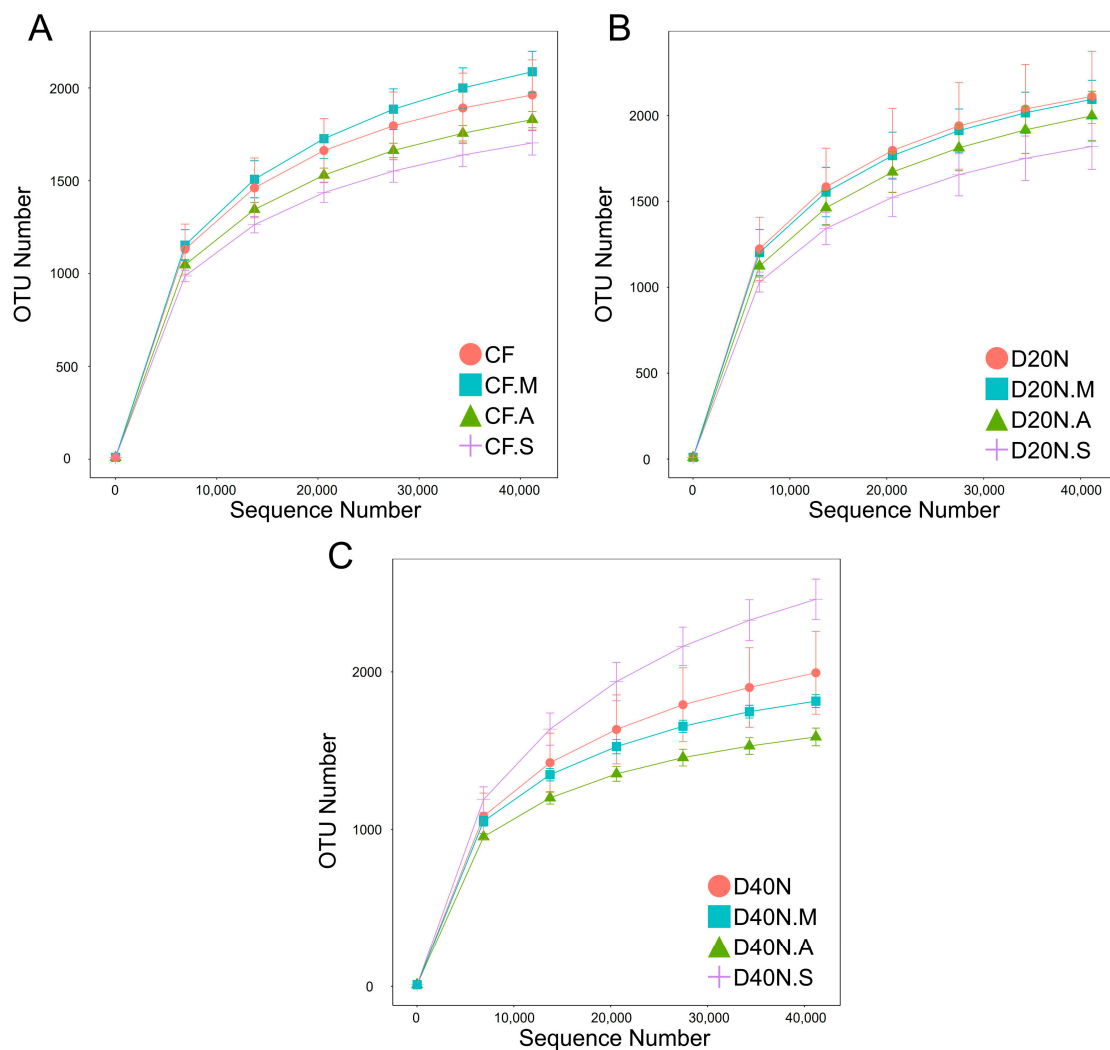 A
OTU Number
2000
1500
1000
500
0
CF
CF.M
CF.A
CF.S
0 10,000 20,000 30,000 40,000
Sequence Number
B
OTU Number
2000
1500
1000
500
0
D20N
D20N.M
D20N.A
D20N.S
0 10,000 20,000 30,000 40,000
Sequence Number
C
OTU Number
2000
1000
0
D40N
D40N.M
D40N.A
D40N.S
0 10,000 20,000 30,000 40,000
Sequence Number